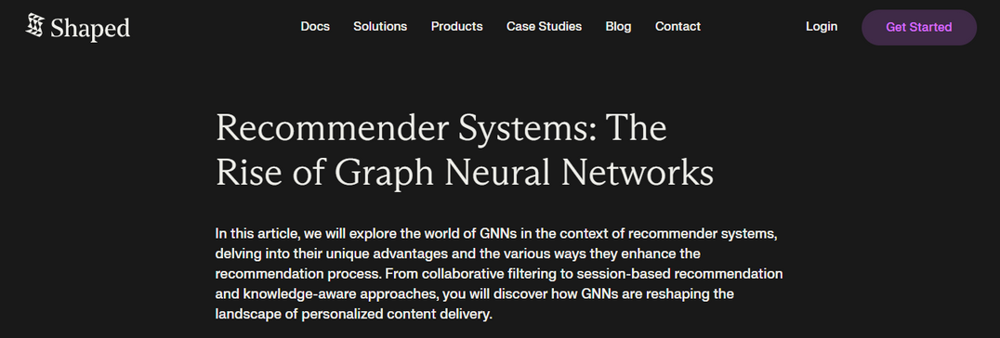 Shaped
Docs Solutions Products Case Studies Blog Contact Login Get Started
Recommender Systems: The
Rise of Graph Neural Networks
In this article, we will explore the world of GNNs in the context of recommender systems,
delving into their unique advantages and the various ways they enhance the
recommendation process. From collaborative filtering to session-based recommendation
and knowledge-aware approaches, you will discover how GNNs are reshaping the
landscape of personalized content delivery.